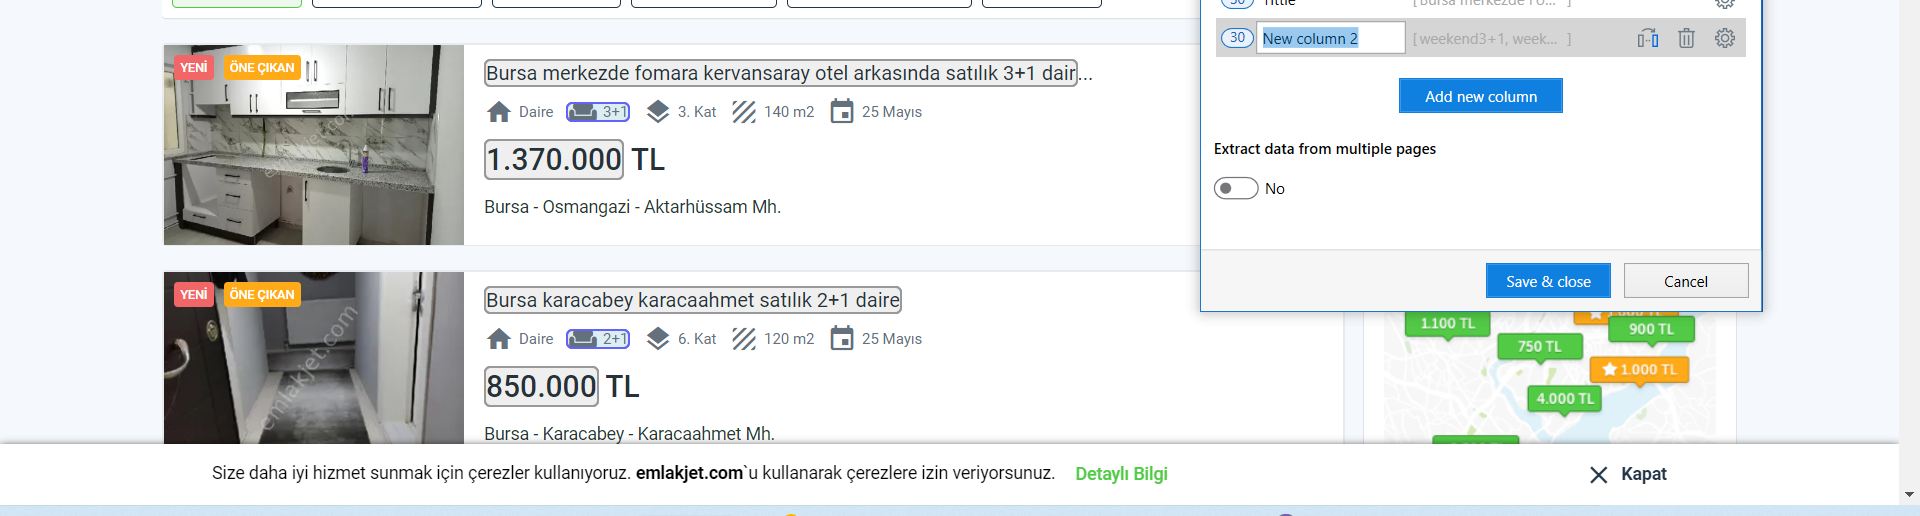 30 Tittle [ Bursa merkezde Fo... ]
30 New column 2 [ weekend3+1, week... ]
Add new column
Extract data from multiple pages
No
Save & close Cancel
YENİ ÖNE ÇIKAN
emlakjet.com
Bursa merkezde fomara kervansaray otel arkasında satılık 3+1 dair...
Daire 3+1 3. Kat 140 m2 25 Mayıs
1.370.000 TL
Bursa - Osmangazi - Aktarhüssam Mh.
YENİ ÖNE ÇIKAN
emlakjet.com
Bursa karacabey karacaahmet satılık 2+1 daire
Daire 2+1 6. Kat 120 m2 25 Mayıs
850.000 TL
Bursa - Karacabey - Karacaahmet Mh.
1.100 TL
900 TL
750 TL
1.000 TL
4.000 TL
Size daha iyi hizmet sunmak için çerezler kullanıyoruz. emlakjet.com`u kullanarak çerezlere izin veriyorsunuz. Detaylı Bilgi Kapat